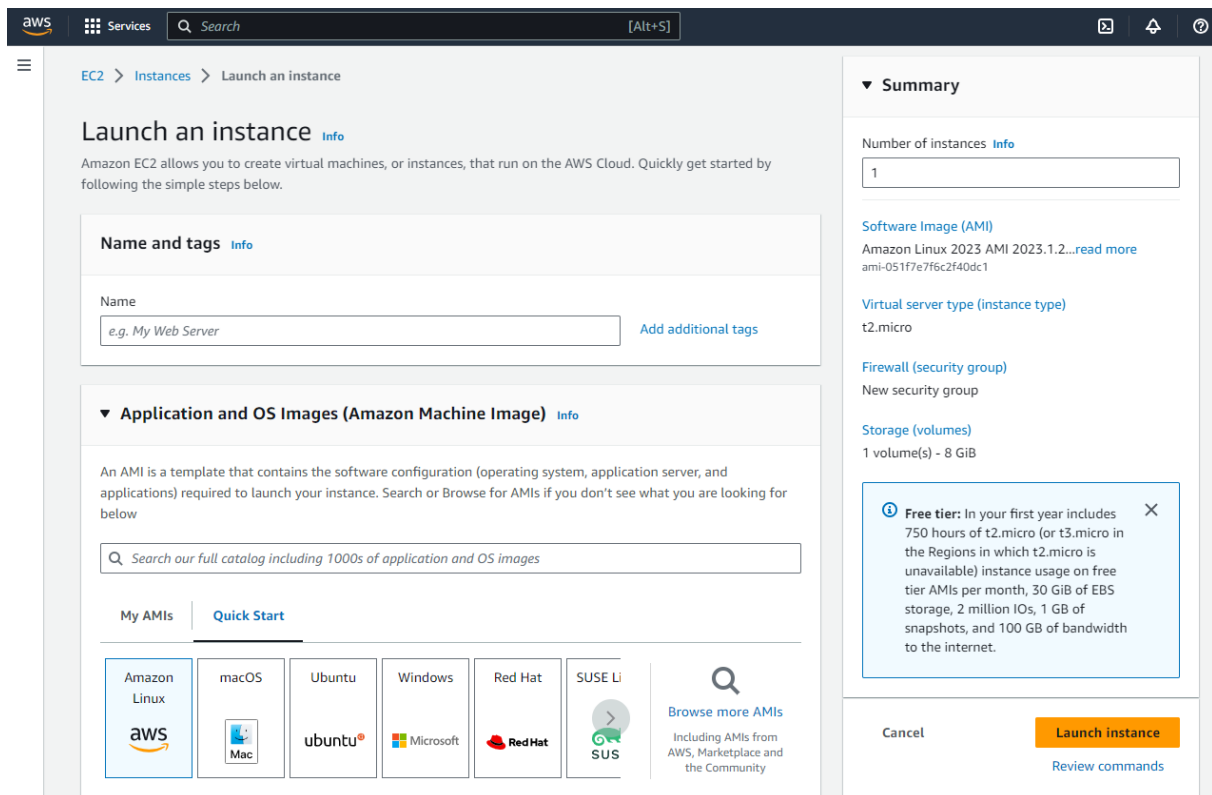 aws
Services
Search [Alt+S]
EC2 > Instances > Launch an instance
Launch an instance Info
Amazon EC2 allows you to create virtual machines, or instances, that run on the AWS Cloud. Quickly get started by
following the simple steps below.
Name and tags Info
Name
e.g. My Web Server
Add additional tags
Application and OS Images (Amazon Machine Image) Info
An AMI is a template that contains the software configuration (operating system, application server, and
applications) required to launch your instance. Search or Browse for AMIs if you don't see what you are looking for
below
Search our full catalog including 1000s of application and OS images
My AMIs
Quick Start
Amazon
Linux
aws
macOS
Mac
Ubuntu
ubuntu®
Windows
Microsoft
Red Hat
Red Hat
SUSE Li
SUS
Browse more AMIs
Including AMIs from
AWS, Marketplace and
the Community
Summary
Number of instances Info
1
Software Image (AMI)
Amazon Linux 2023 AMI 2023.1.2...read more
ami-051f7e7f6c2f40dc1
Virtual server type (instance type)
t2.micro
Firewall (security group)
New security group
Storage (volumes)
1 volume(s) - 8 GiB
Free tier: In your first year includes
750 hours of t2.micro (or t3.micro in
the Regions in which t2.micro is
unavailable) instance usage on free
tier AMIs per month, 30 GiB of EBS
storage, 2 million IOs, 1 GB of
snapshots, and 100 GB of bandwidth
to the internet.
Cancel
Launch instance
Review commands